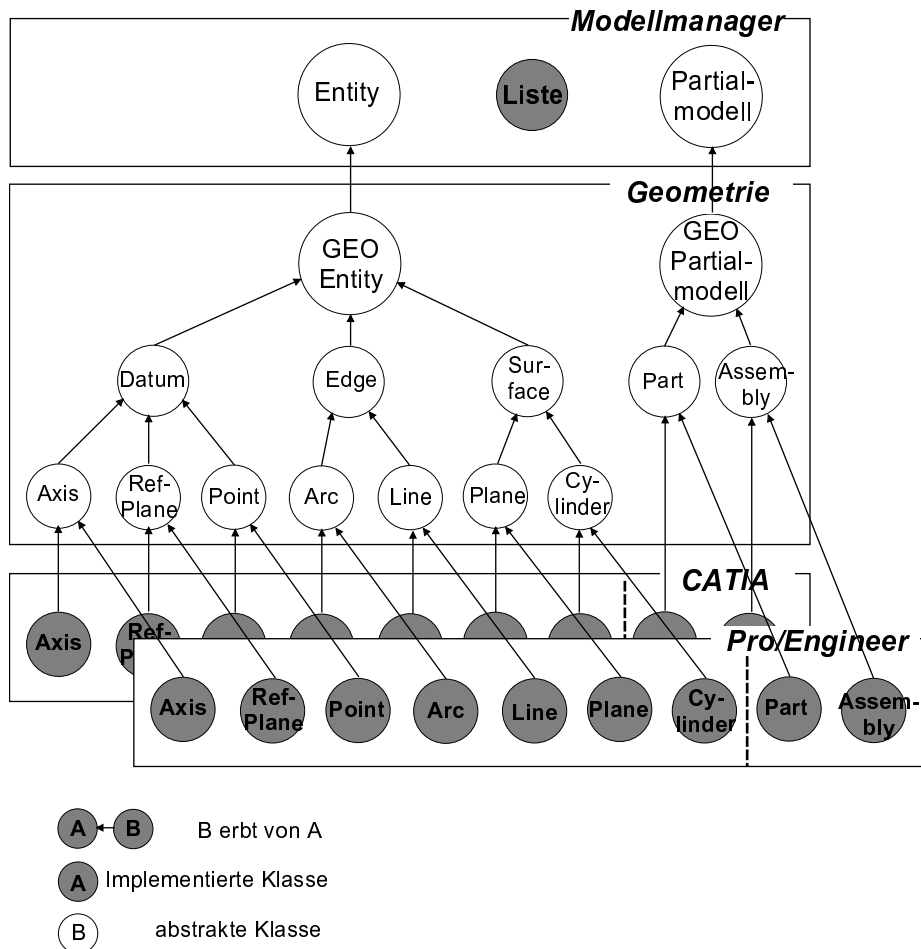 Modellmanager
Entity
Liste
Partial-
modell
Geometrie
GEO
Entity
GEO
Partial-
modell
Datum
Edge
Sur-
face
Part
Assem-
bly
Axis
Ref-
Plane
Point
Arc
Line
Plane
Cy-
linder
CATIA
Axis
Ref-
Pro/Engineer
Axis
Ref-
Plane
Point
Arc
Line
Plane
Cy-
linder
Part
Assem-
bly
A B B erbt von A
A Implementierte Klasse
B abstrakte Klasse